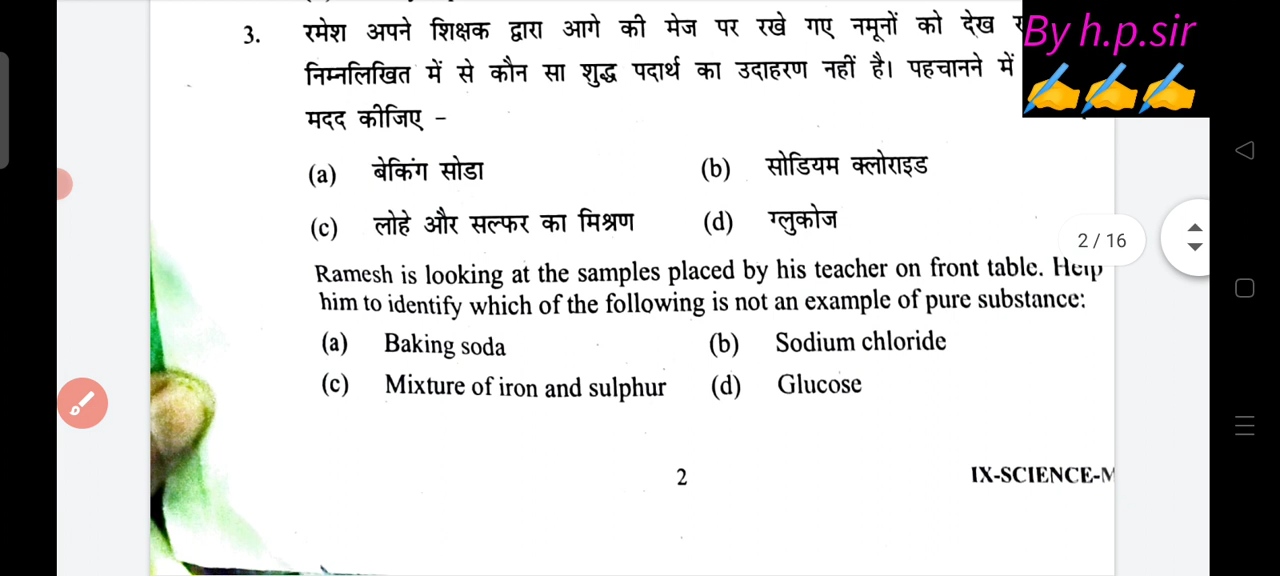 3. रमेश अपने शिक्षक द्वारा आगे की मेज पर रखे गए नमूनों को देख
By h.p.sir
निम्नलिखित में से कौन सा शुद्ध पदार्थ का उदाहरण नहीं है। पहचानने में
मदद कीजिए –
(a) बेकिंग सोडा (b) सोडियम क्लोराइड
(c) लोहे और सल्फर का मिश्रण (d) ग्लुकोज
2 / 16
Ramesh is looking at the samples placed by his teacher on front table. Help
him to identify which of the following is not an example of pure substance:
(a) Baking soda (b) Sodium chloride
(c) Mixture of iron and sulphur (d) Glucose
2 IX-SCIENCE-M